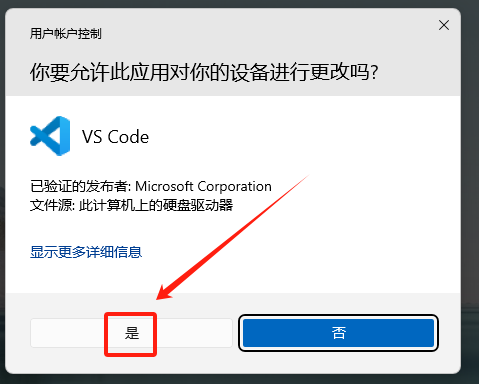 用户帐户控制
你要允许此应用对你的设备进行更改吗?
VS Code
已验证的发布者: Microsoft Corporation
文件源: 此计算机上的硬盘驱动器
显示更多详细信息
是
否